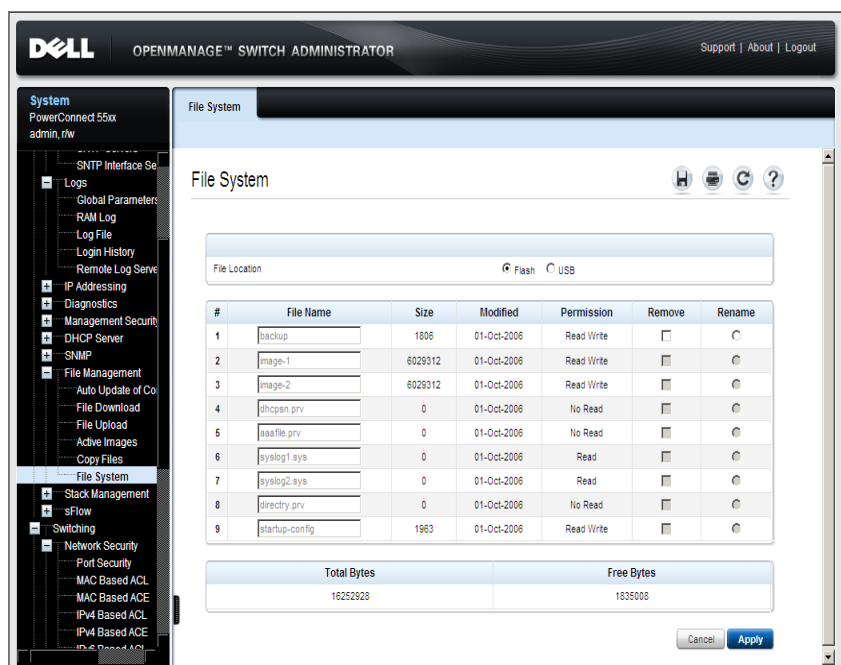 DELL OPENMANAGE™ SWITCH ADMINISTRATOR Support | About | Logout
System
PowerConnect 55xx
admin, r/w
File System
SNTP Interface Se
Logs
Global Parameters
RAM Log
Log File
Login History
Remote Log Serve
IP Addressing
Diagnostics
Management Securit
DHCP Server
SNMP
File Management
Auto Update of Co
File Download
File Upload
Active Images
Copy Files
File System
Stack Management
sFlow
Switching
Network Security
Port Security
MAC Based ACL
MAC Based ACE
IPv4 Based ACL
IPv4 Based ACE
File System
File Location Flash USB
# File Name Size Modified Permission Remove Rename
1 backup 1806 01-Oct-2006 Read Write
2 image-1 6029312 01-Oct-2006 Read Write
3 image-2 6029312 01-Oct-2006 Read Write
4 dhcpsn.prv 0 01-Oct-2006 No Read
5 aaafile.prv 0 01-Oct-2006 No Read
6 syslog1.sys 0 01-Oct-2006 Read
7 syslog2.sys 0 01-Oct-2006 Read
8 directry.prv 0 01-Oct-2006 No Read
9 startup-config 1963 01-Oct-2006 Read Write
Total Bytes Free Bytes
16252928 1835008
Cancel Apply